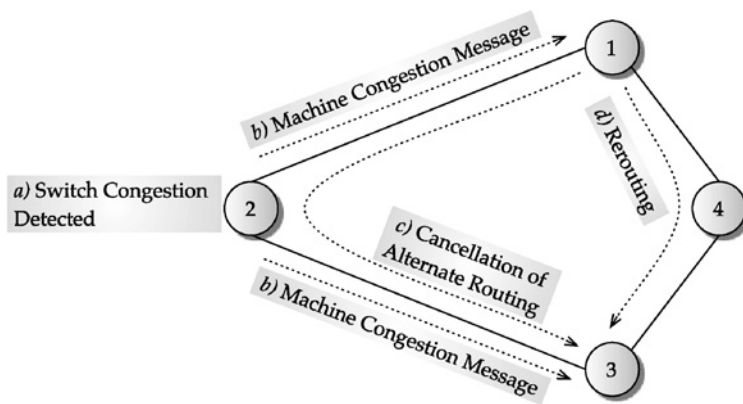 b) Machine Congestion Message
1
d) Rerouting
a) Switch Congestion
Detected
2
4
c) Cancellation of
Alternate Routing
b) Machine Congestion Message
3